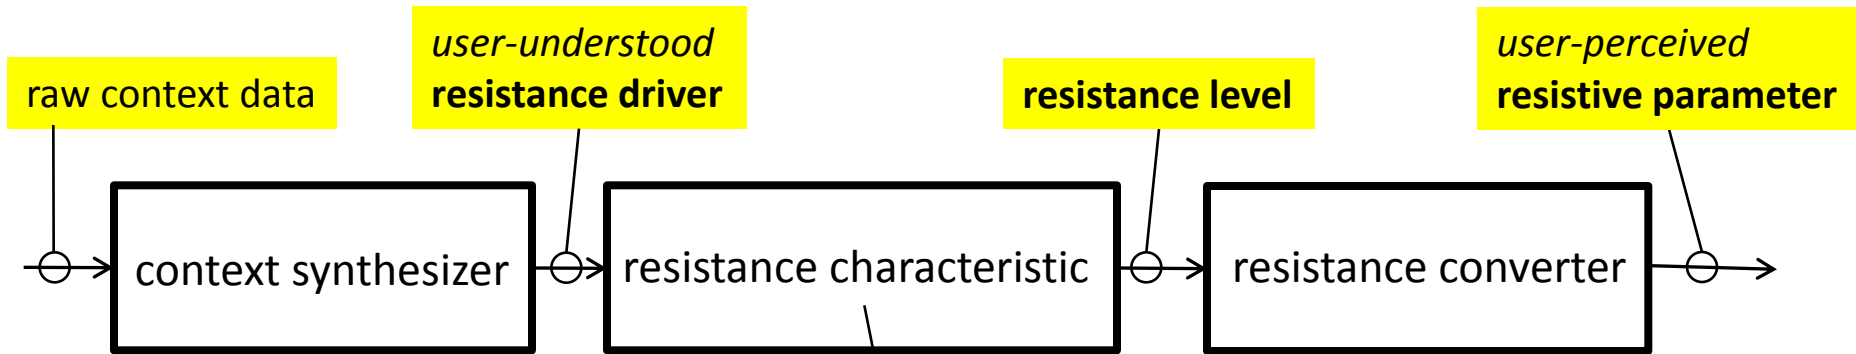 raw context data
user-understood
resistance driver
resistance level
user-perceived
resistive parameter
context synthesizer
resistance characteristic
resistance converter